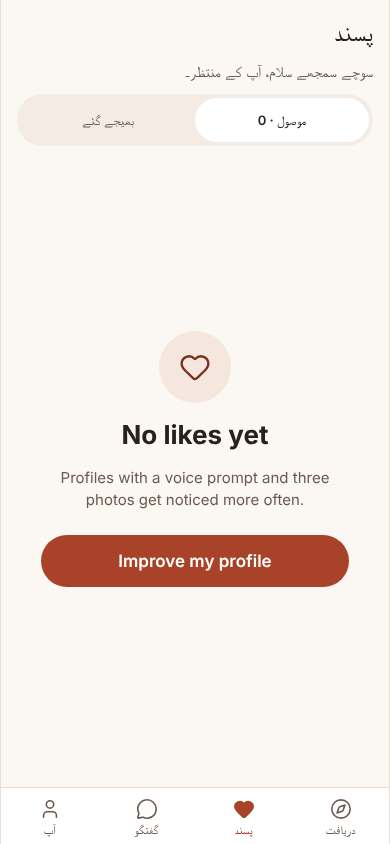 پسند
سوچے سمجھے سلام، آپ کے منتظر۔
موصول · 0
بھیجے گئے
No likes yet
Profiles with a voice prompt and three
photos get noticed more often.
Improve my profile
دریافت
پسند
گفتگو
آپ